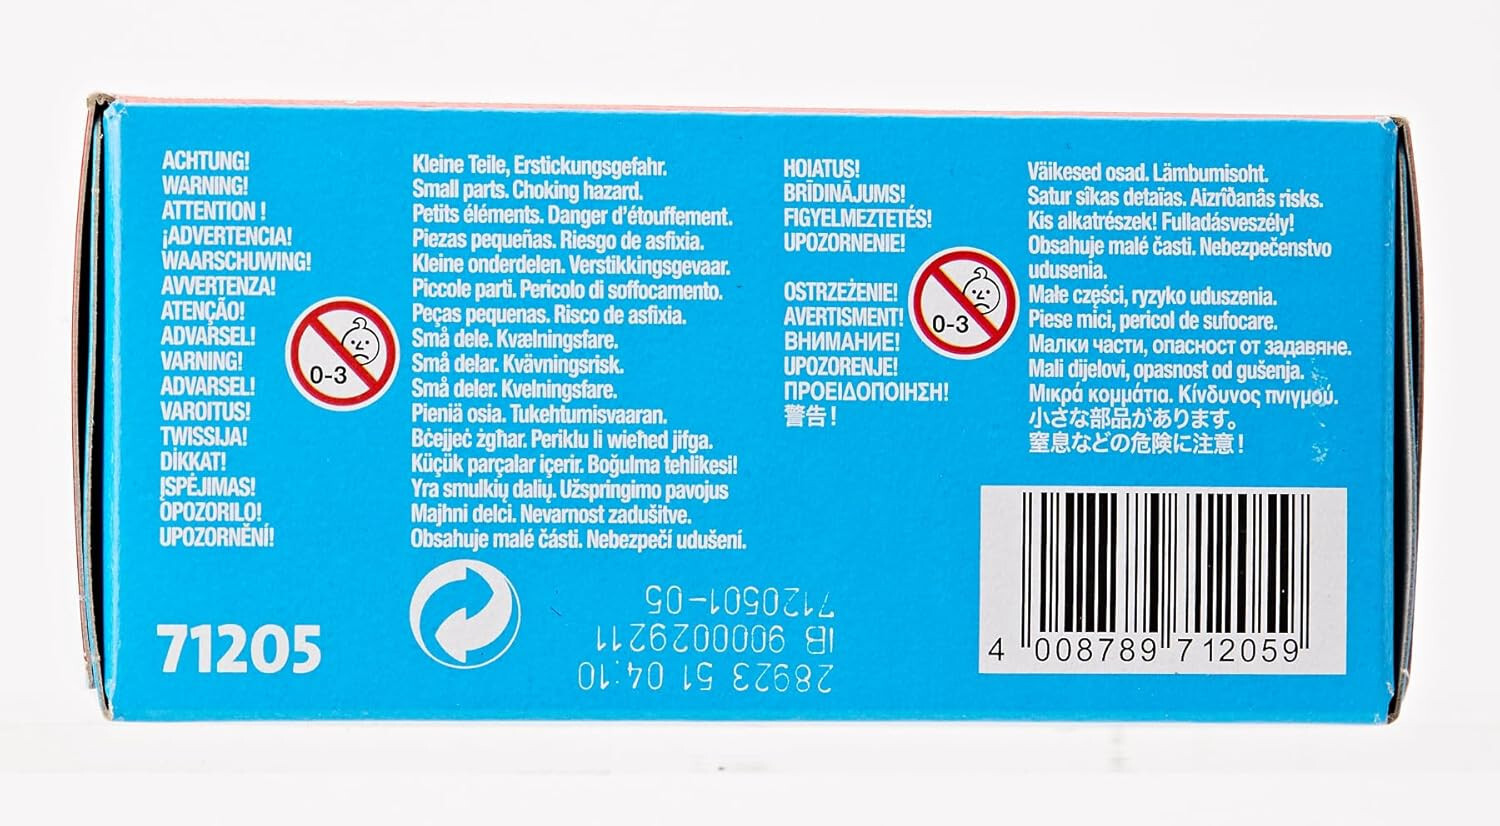 ACHTUNG!
WARNING!
ATTENTION !
¡ADVERTENCIA!
WAARSCHUWING!
AVVERTENZA!
ATENÇÃO!
ADVARSEL!
VARNING!
ADVARSEL!
VAROITUS!
TWISSIJA!
DİKKAT!
ĮSPĖJIMAS!
OPOZORILO!
UPOZORNĚNÍ!
0-3
Kleine Teile, Erstickungsgefahr.
Small parts. Choking hazard.
Petits éléments. Danger d'étouffement.
Piezas pequeñas. Riesgo de asfixia.
Kleine onderdelen. Verstikkingsgevaar.
Piccole parti. Pericolo di soffocamento.
Peças pequenas. Risco de asfixia.
Små dele. Kvælningsfare.
Små delar. Kvävningsrisk.
Små deler. Kvelningsfare.
Pieniä osia. Tukehtumisvaaran.
Bċejjeċ żgħar. Periklu li wieħed jifga.
Küçük parçalar içerir. Boğulma tehlikesi!
Yra smulkių dalių. Užspringimo pavojus
Majhni delci. Nevarnost zadušitve.
Obsahuje malé části. Nebezpečí udušení.
HOIATUS!
BRĪDINĀJUMS!
FIGYELMEZTETÉS!
UPOZORNENIE!
OSTRZEŻENIE!
AVERTISMENT!
ВНИМАНИЕ!
UPOZORENJE!
ΠΡΟΕΙΔΟΠΟΙΗΣΗ!
警告!
0-3
Väikesed osad. Lämbumisoht.
Satur sîkas detaïas. Aizrîðanâs risks.
Kis alkatrészek! Fulladásveszély!
Obsahuje malé časti. Nebezpečenstvo
udusenia.
Małe części, ryzyko uduszenia.
Piese mici, pericol de sufocare.
Малки части, опасност от задавяне.
Mali dijelovi, opasnost od gušenja.
Μικρά κομμάτια. Κίνδυνος πνιγμού.
小さな部品があります。
窒息などの危険に注意!
71205
28923 51 04:10
IB 9000029211
7120501-05
4 008789 712059